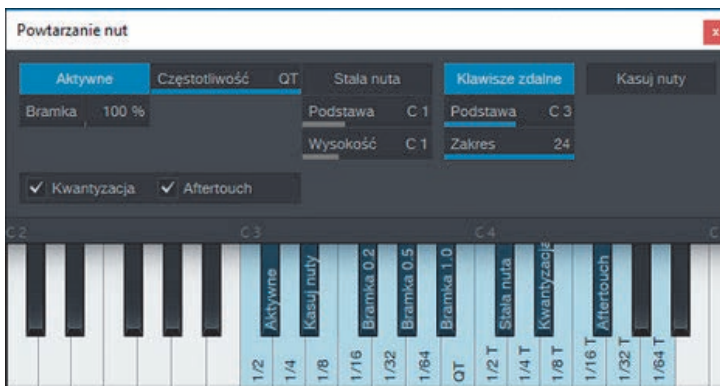 Powtarzanie nut
x
Aktywne Częstotliwość QT Stała nuta Klawisze zdalne Kasuj nuty
Bramka 100 % Podstawa C 1 Podstawa C 3
Wysokość C 1 Zakres 24
Kwantyzacja Aftertouch
C 2 C 3 C 4 C
Aktywne Kasuj nuty Bramka 0.2 Bramka 0.5 Bramka 1.0 Stała nuta Kwantyzacja Aftertouch
1/2 1/4 1/8 1/16 1/32 1/64 QT 1/2 T 1/4 T 1/8 T 1/16 T 1/32 T 1/64 T